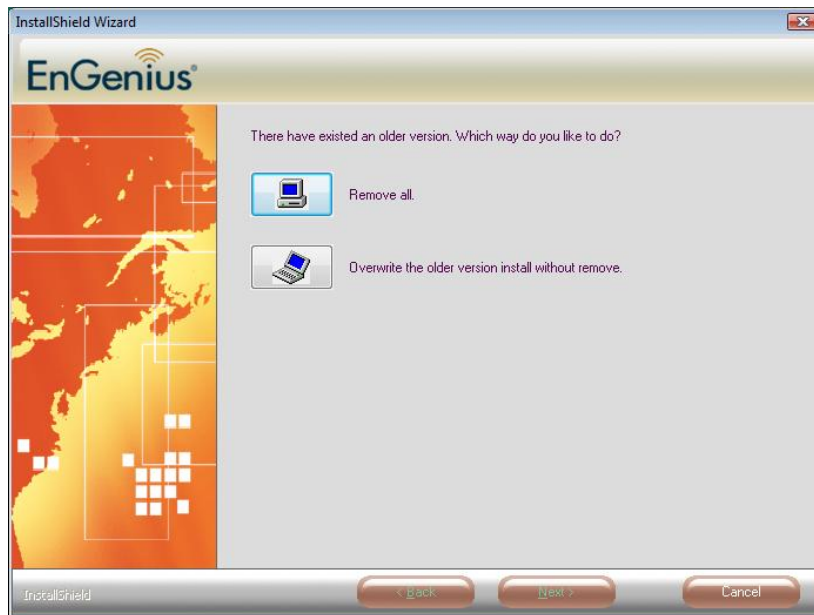 InstallShield Wizard
EnGenius®
There have existed an older version. Which way do you like to do?
Remove all.
Overwrite the older version install without remove.
InstallShield
< Back
Next >
Cancel